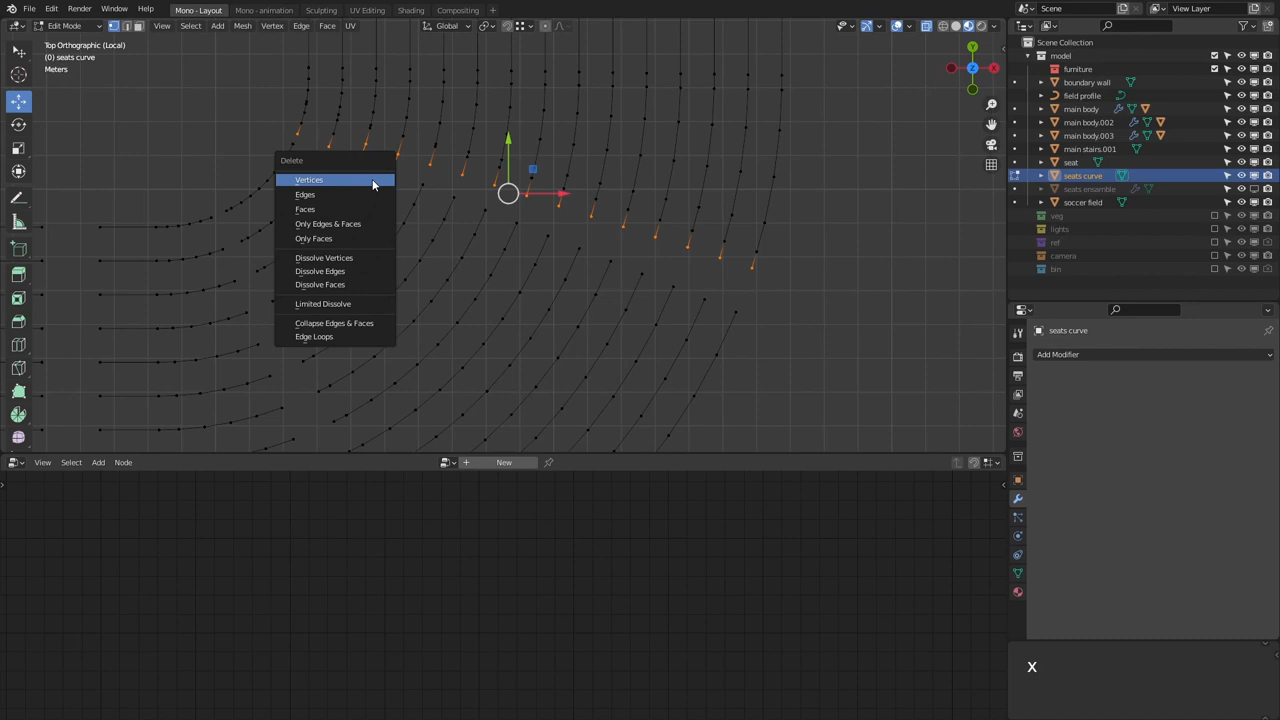 File Edit Render Window Help Mono - Layout Mono - animation Sculpting UV Editing Shading Compositing + Scene View Layer
Edit Mode View Select Add Mesh Vertex Edge Face UV Global
Top Orthographic (Local)
(0) seats curve
Meters
Y
Z
X
Delete
Vertices
Edges
Faces
Only Edges & Faces
Only Faces
Dissolve Vertices
Dissolve Edges
Dissolve Faces
Limited Dissolve
Collapse Edges & Faces
Edge Loops
Scene Collection
model
furniture
boundary wall
field profile
main body
main body.002
main body.003
main stairs.001
seat
seats curve
seats ensamble
soccer field
veg
lights
ref
camera
bin
seats curve
Add Modifier
View Select Add Node + New
X